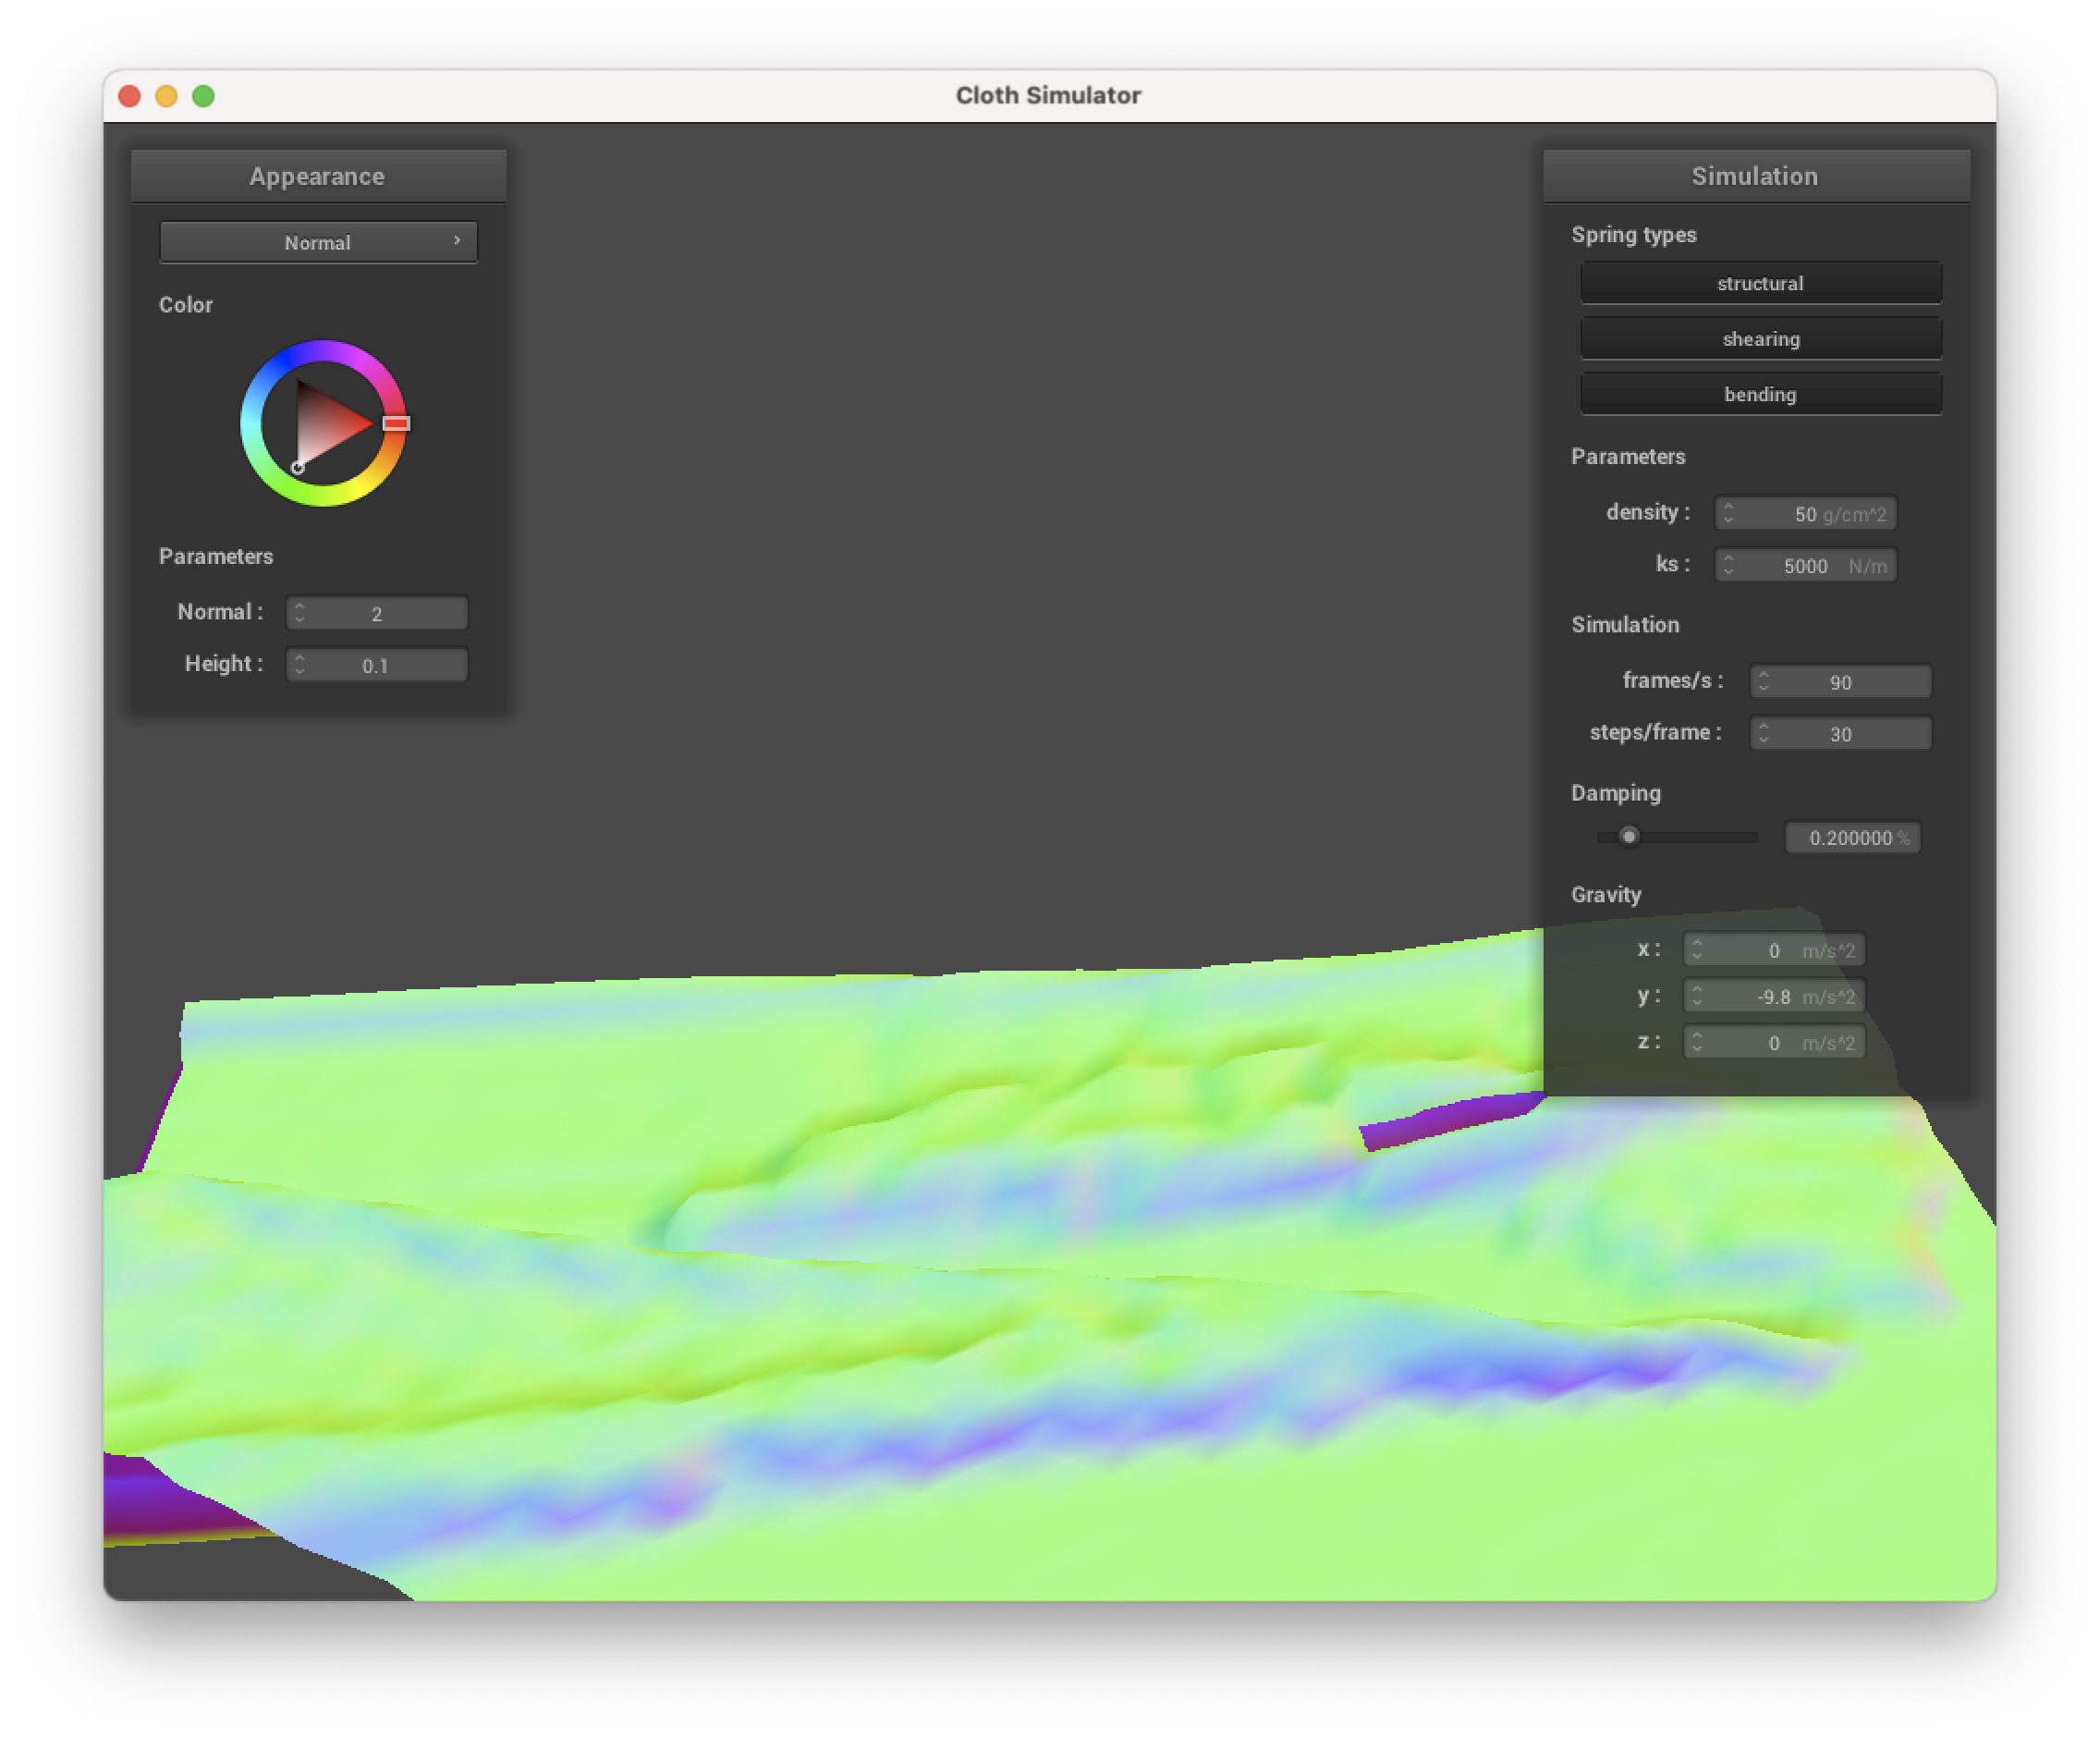 Cloth Simulator
Appearance
Normal
Color
Parameters
Normal : 2
Height : 0.1
Simulation
Spring types
structural
shearing
bending
Parameters
density : 50 g/cm^2
ks : 5000 N/m
Simulation
frames/s : 90
steps/frame : 30
Damping
0.200000 %
Gravity
x : 0 m/s^2
y : -9.8 m/s^2
z : 0 m/s^2